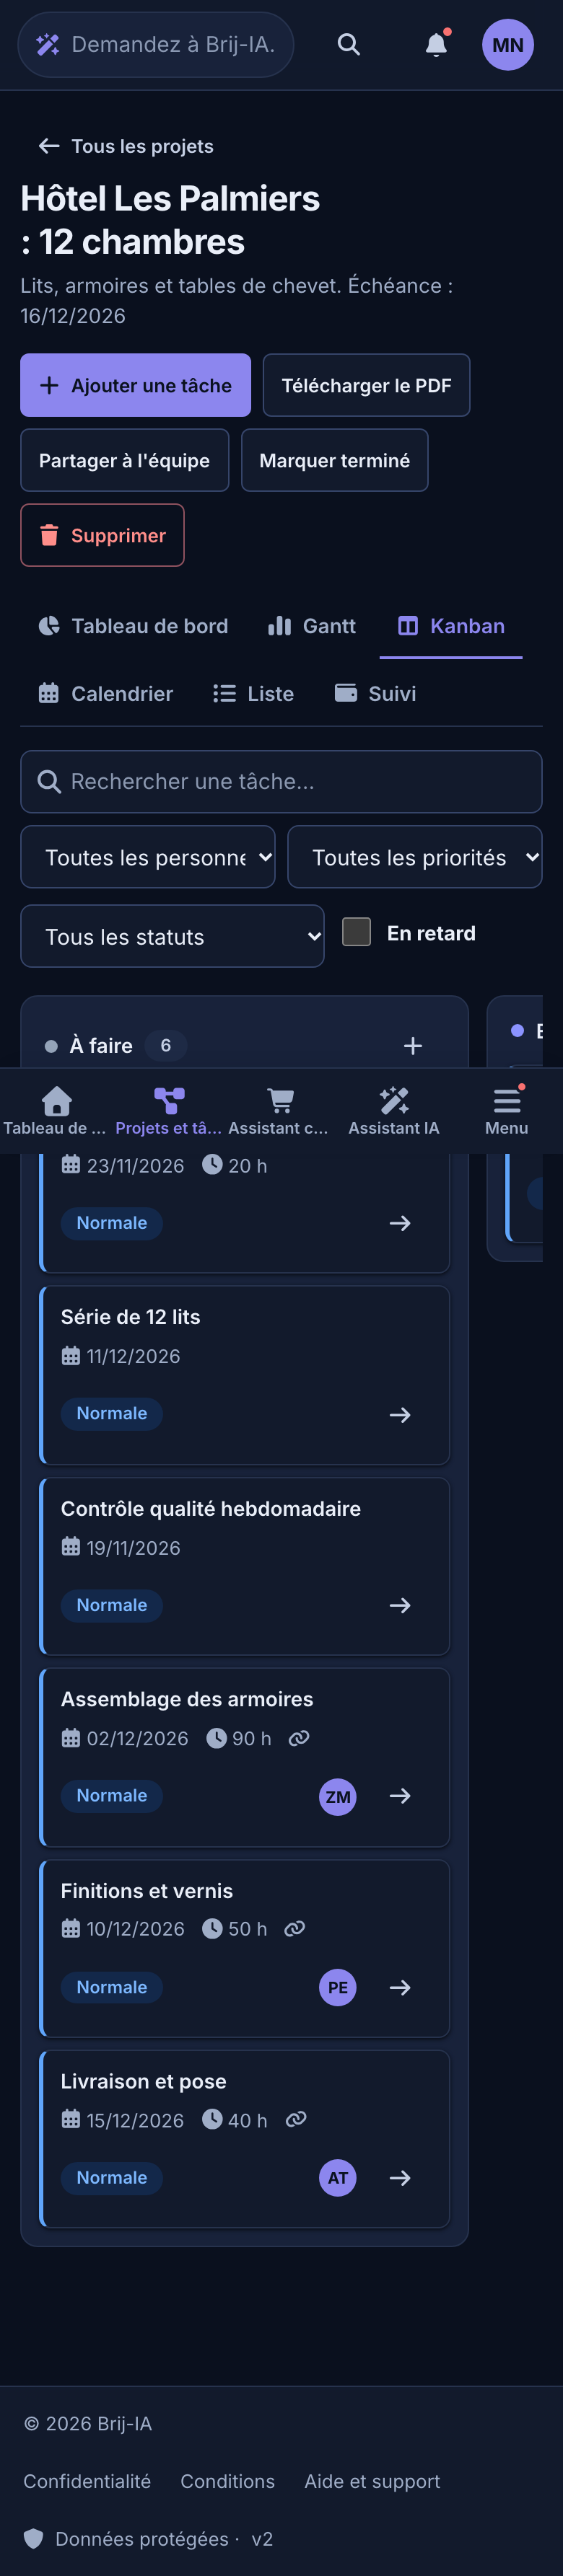 Demandez à Brij-IA.
MN
Tous les projets
Hôtel Les Palmiers
: 12 chambres
Lits, armoires et tables de chevet. Échéance :
16/12/2026
Ajouter une tâche
Télécharger le PDF
Partager à l'équipe
Marquer terminé
Supprimer
Tableau de bord
Gantt
Kanban
Calendrier
Liste
Suivi
Rechercher une tâche...
Toutes les personne
Toutes les priorités
Tous les statuts
En retard
À faire
6
Tableau de ...
Projets et tâ...
Assistant c...
Assistant IA
Menu
23/11/2026
20 h
Normale
Série de 12 lits
11/12/2026
Normale
Contrôle qualité hebdomadaire
19/11/2026
Normale
Assemblage des armoires
02/12/2026
90 h
Normale
ZM
Finitions et vernis
10/12/2026
50 h
Normale
PE
Livraison et pose
15/12/2026
40 h
Normale
AT
© 2026 Brij-IA
Confidentialité
Conditions
Aide et support
Données protégées · v2